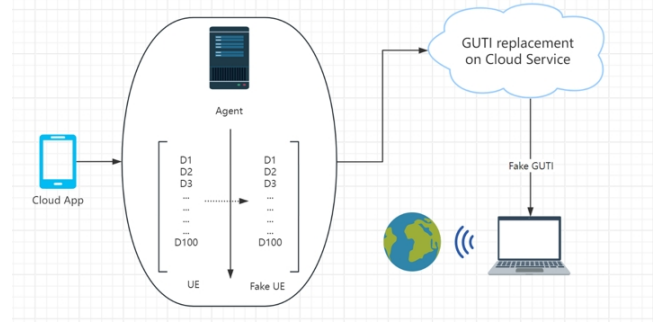 GUTI replacement
on Cloud Service
Agent
Cloud App
D1
D2
D3
...
...
...
...
D100
UE
D1
D2
D3
...
...
...
...
D100
Fake UE
Fake GUTI